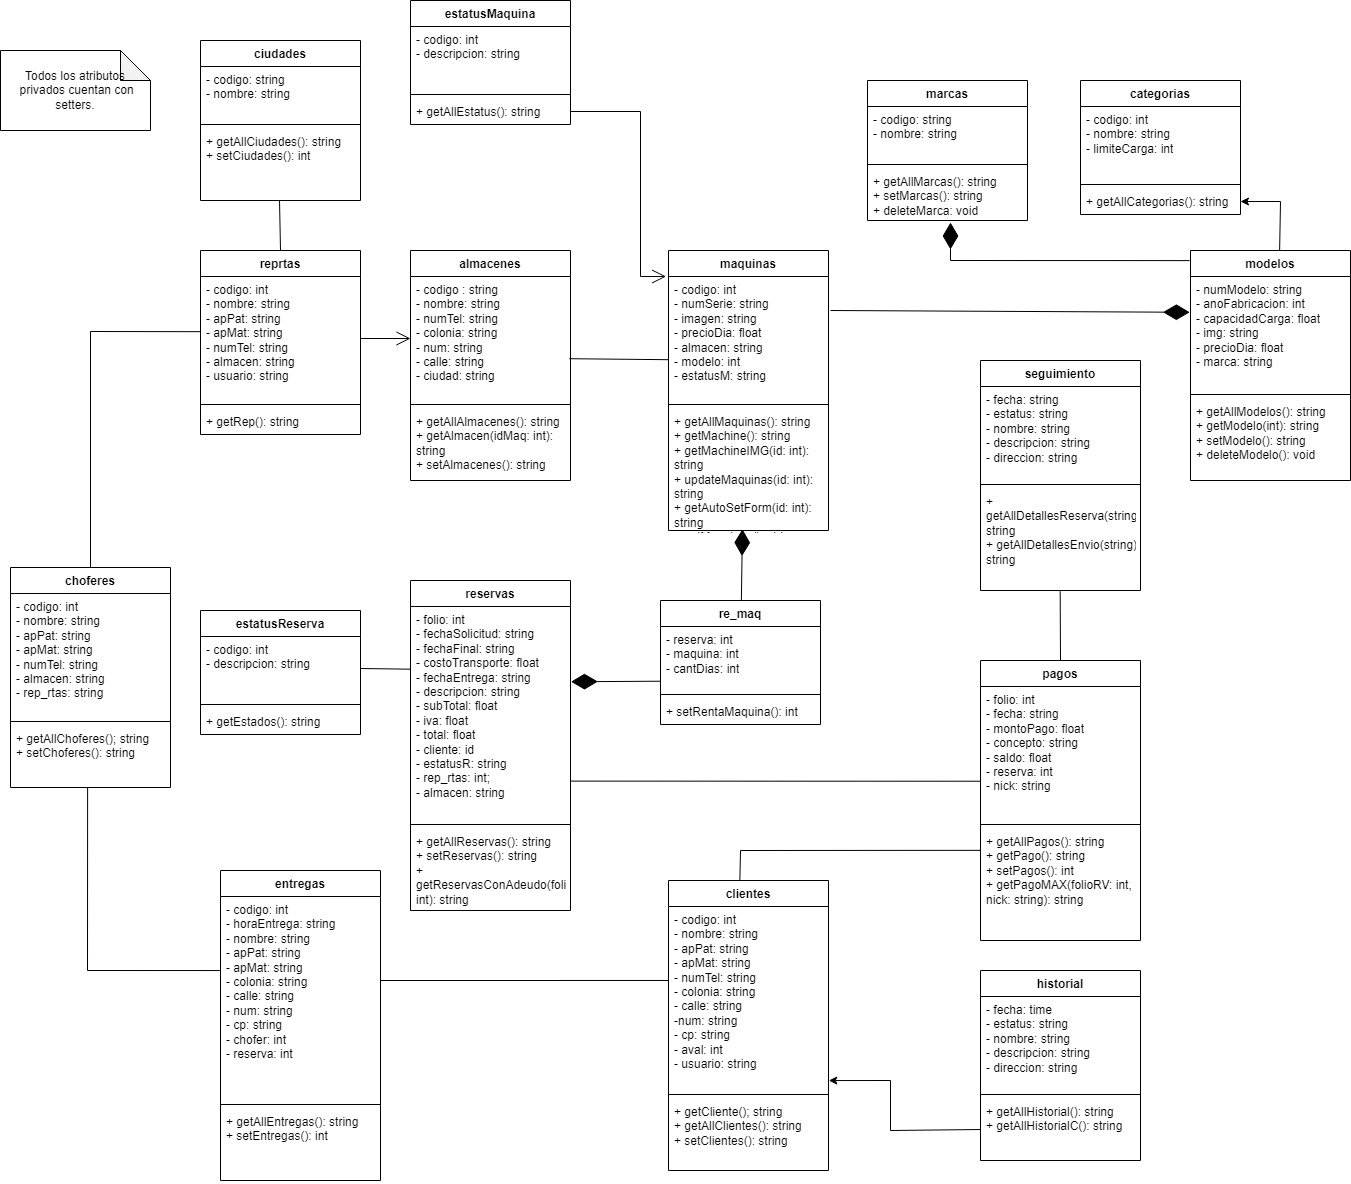 Todos los atributos
privados cuentan con
setters.
ciudades
- codigo: string
- nombre: string
+ getAllCiudades(): string
+ setCiudades(): int
estatusMaquina
- codigo: int
- descripcion: string
+ getAllEstatus(): string
marcas
- codigo: string
- nombre: string
+ getAllMarcas(): string
+ setMarcas(): string
+ deleteMarca: void
categorias
- codigo: int
- nombre: string
- limiteCarga: int
+ getAllCategorias(): string
reprtas
- codigo: int
- nombre: string
- apPat: string
- apMat: string
- numTel: string
- almacen: string
- usuario: string
+ getRep(): string
almacenes
- codigo : string
- nombre: string
- numTel: string
- colonia: string
- num: string
- calle: string
- ciudad: string
+ getAllAlmacenes(): string
+ getAlmacen(idMaq: int):
string
+ setAlmacenes(): string
maquinas
- codigo: int
- numSerie: string
- imagen: string
- precioDia: float
- almacen: string
- modelo: int
- estatusM: string
+ getAllMaquinas(): string
+ getMachine(): string
+ getMachineIMG(id: int):
string
+ updateMaquinas(id: int):
string
+ getAutoSetForm(id: int):
string
modelos
- numModelo: string
- anoFabricacion: int
- capacidadCarga: float
- img: string
- precioDia: float
- marca: string
+ getAllModelos(): string
+ getModelo(int): string
+ setModelo(): string
+ deleteModelo(): void
seguimiento
- fecha: string
- estatus: string
- nombre: string
- descripcion: string
- direccion: string
+
getAllDetallesReserva(string
string
+ getAllDetallesEnvio(string)
string
choferes
- codigo: int
- nombre: string
- apPat: string
- apMat: string
- numTel: string
- almacen: string
- rep_rtas: string
+ getAllChoferes(); string
+ setChoferes(): string
estatusReserva
- codigo: int
- descripcion: string
+ getEstados(): string
reservas
- folio: int
- fechaSolicitud: string
- fechaFinal: string
- costoTransporte: float
- fechaEntrega: string
- descripcion: string
- subTotal: float
- iva: float
- total: float
- cliente: id
- estatusR: string
- rep_rtas: int;
- almacen: string
+ getAllReservas(): string
+ setReservas(): string
+
getReservasConAdeudo(foli
int): string
re_maq
- reserva: int
- maquina: int
- cantDias: int
+ setRentaMaquina(): int
pagos
- folio: int
- fecha: string
- montoPago: float
- concepto: string
- saldo: float
- reserva: int
- nick: string
+ getAllPagos(): string
+ getPago(): string
+ setPagos(): int
+ getPagoMAX(folioRV: int,
nick: string): string
entregas
- codigo: int
- horaEntrega: string
- nombre: string
- apPat: string
- apMat: string
- colonia: string
- calle: string
- num: string
- cp: string
- chofer: int
- reserva: int
+ getAllEntregas(): string
+ setEntregas(): int
clientes
- codigo: int
- nombre: string
- apPat: string
- apMat: string
- numTel: string
- colonia: string
- calle: string
-num: string
- cp: string
- aval: int
- usuario: string
+ getCliente(); string
+ getAllClientes(): string
+ setClientes(): string
historial
- fecha: time
- estatus: string
- nombre: string
- descripcion: string
- direccion: string
+ getAllHistorial(): string
+ getAllHistorialC(): string